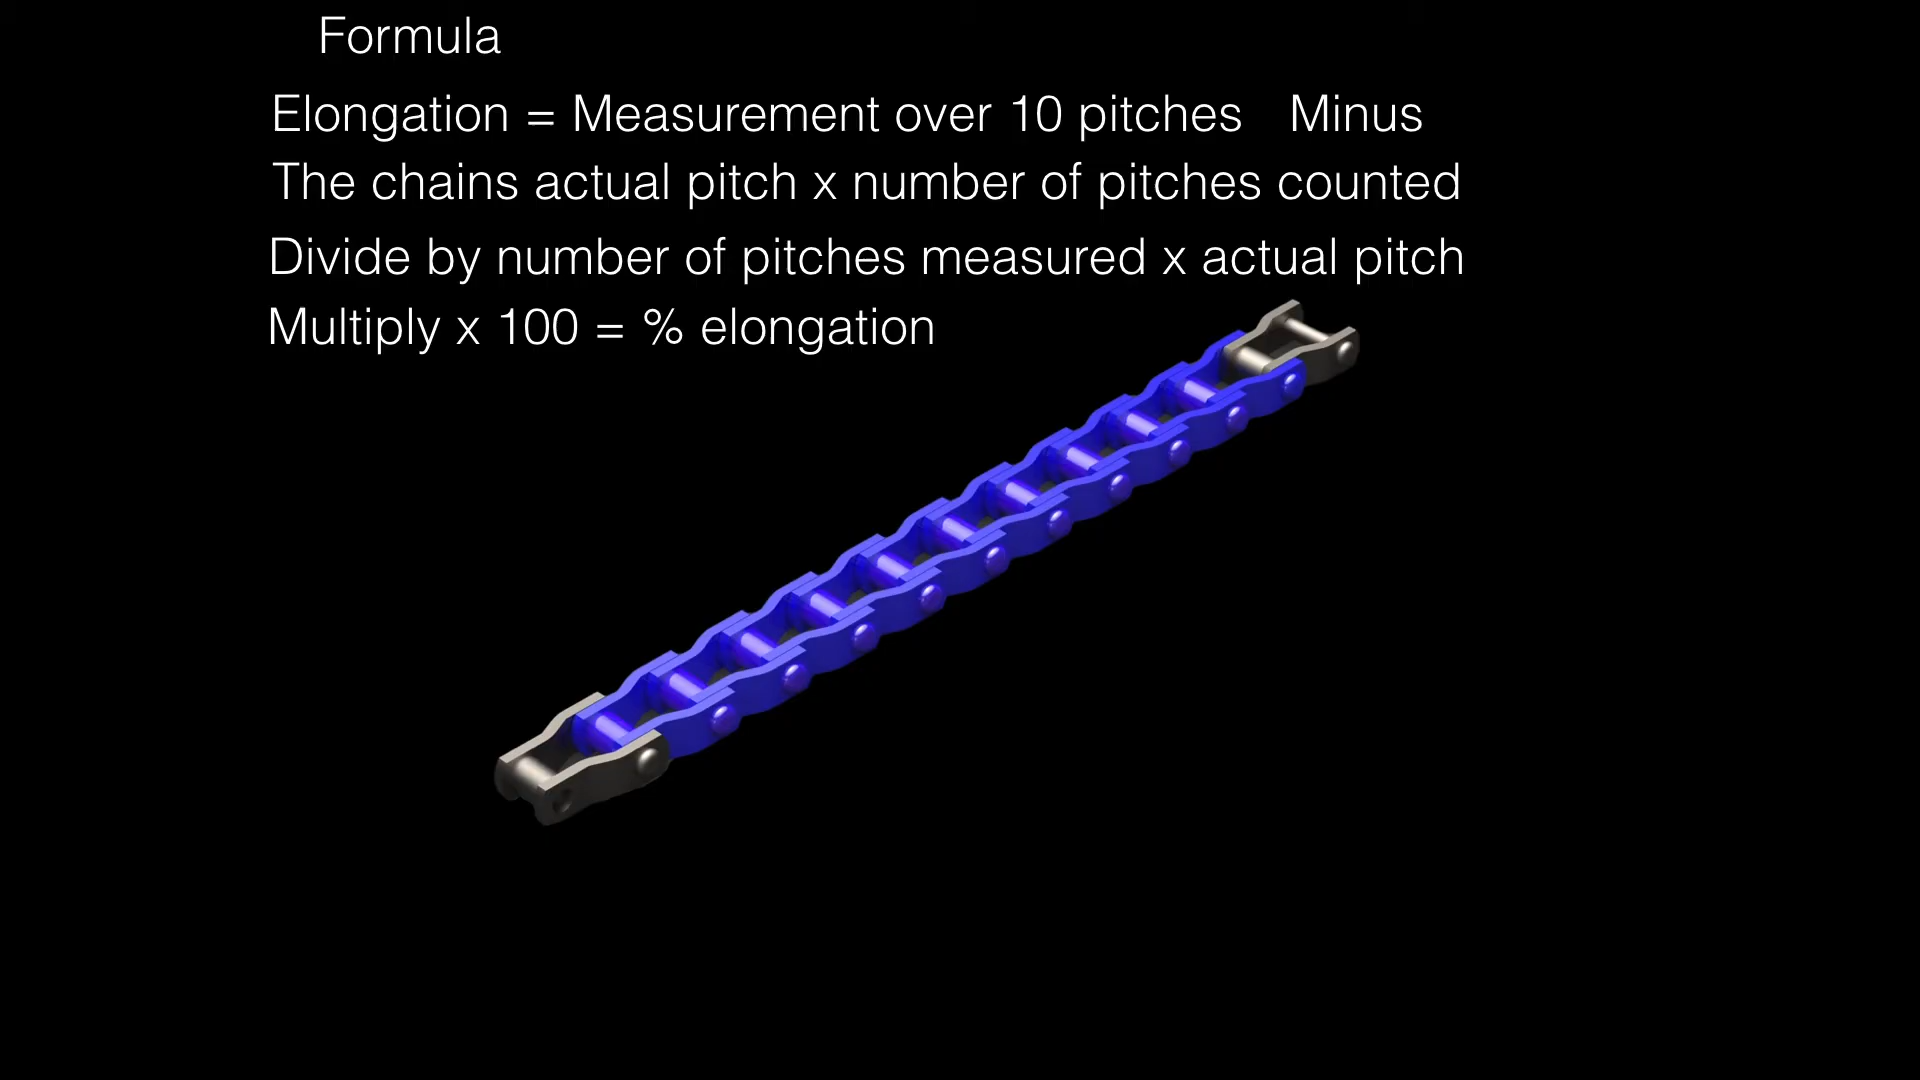 Formula
Elongation = Measurement over 10 pitches Minus
The chains actual pitch x number of pitches counted
Divide by number of pitches measured x actual pitch
Multiply x 100 = % elongation